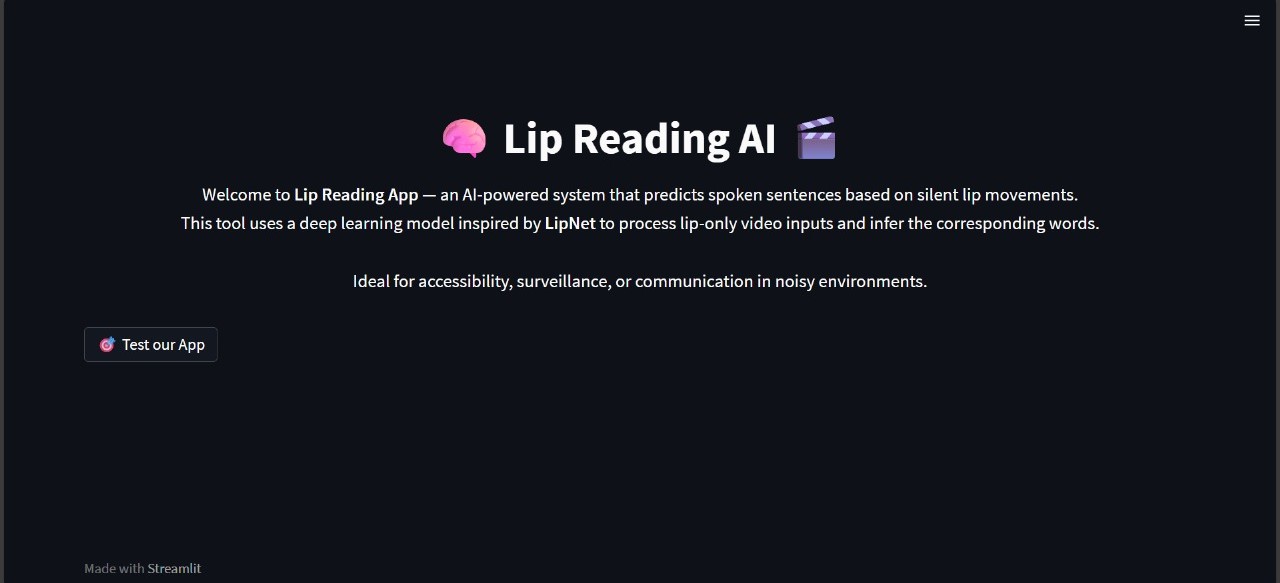 Lip Reading AI
Welcome to Lip Reading App — an AI-powered system that predicts spoken sentences based on silent lip movements.
This tool uses a deep learning model inspired by LipNet to process lip-only video inputs and infer the corresponding words.
Ideal for accessibility, surveillance, or communication in noisy environments.
Test our App
Made with Streamlit